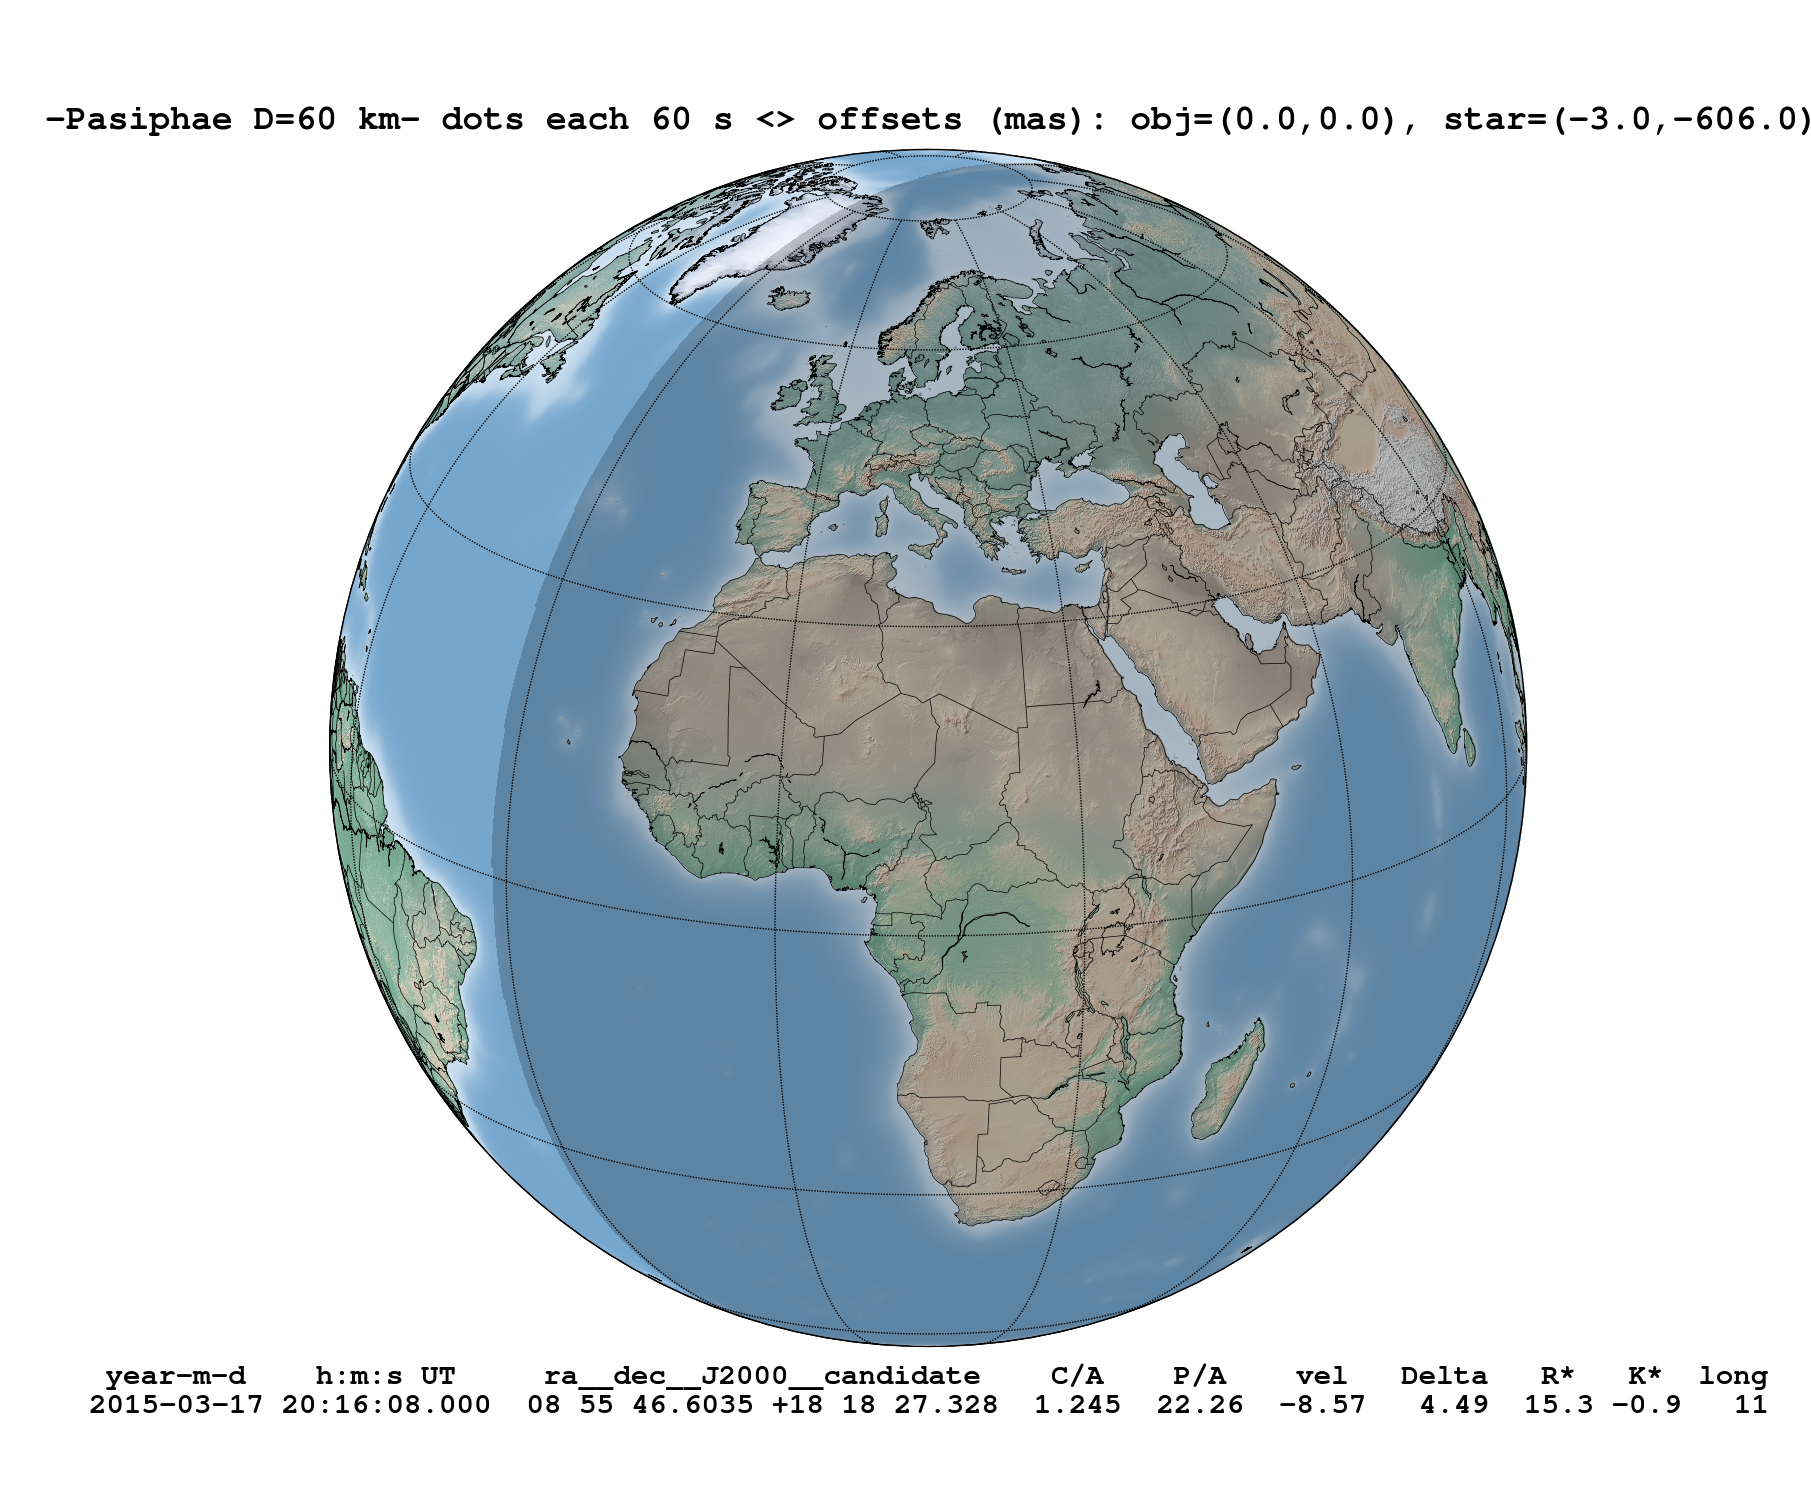 -Pasiphae D=60 km- dots each 60 s <> offsets (mas): obj=(0.0,0.0), star=(-3.0,-606.0)
year-m-d h:m:s UT ra__dec__J2000__candidate C/A P/A vel Delta R* K* long
2015-03-17 20:16:08.000 08 55 46.6035 +18 18 27.328 1.245 22.26 -8.57 4.49 15.3 -0.9 11